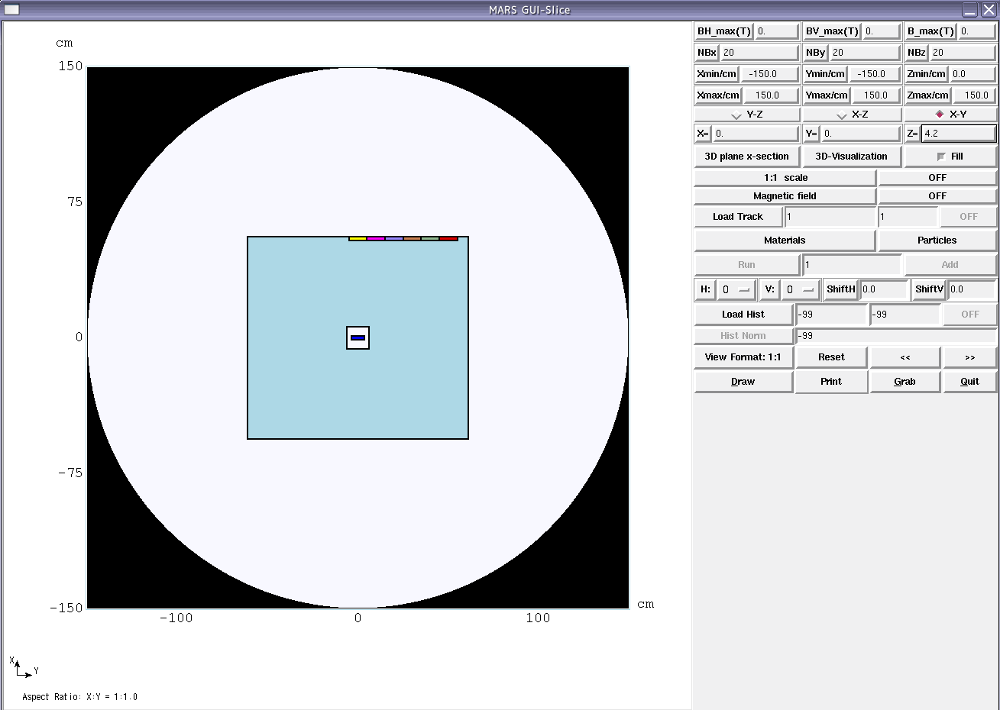 MARS GUI-Slice
cm
150
75
0
-75
-150
-100 0 100
cm
X
Y
Aspect Ratio: X:Y = 1:1.0
BH_max(T) 0. BV_max(T) 0. B_max(T) 0.
NBx 20 NBy 20 NBz 20
Xmin/cm -150.0 Ymin/cm -150.0 Zmin/cm 0.0
Xmax/cm 150.0 Ymax/cm 150.0 Zmax/cm 150.0
Y-Z X-Z X-Y
X= 0. Y= 0. Z= 4.2
3D plane x-section 3D-Visualization Fill
1:1 scale OFF
Magnetic field OFF
Load Track 1 1 OFF
Materials Particles
Run 1 Add
H: 0 V: 0 ShiftH 0.0 ShiftV 0.0
Load Hist -99 -99 OFF
Hist Norm -99
View Format: 1:1 Reset << >>
Draw Print Grab Quit